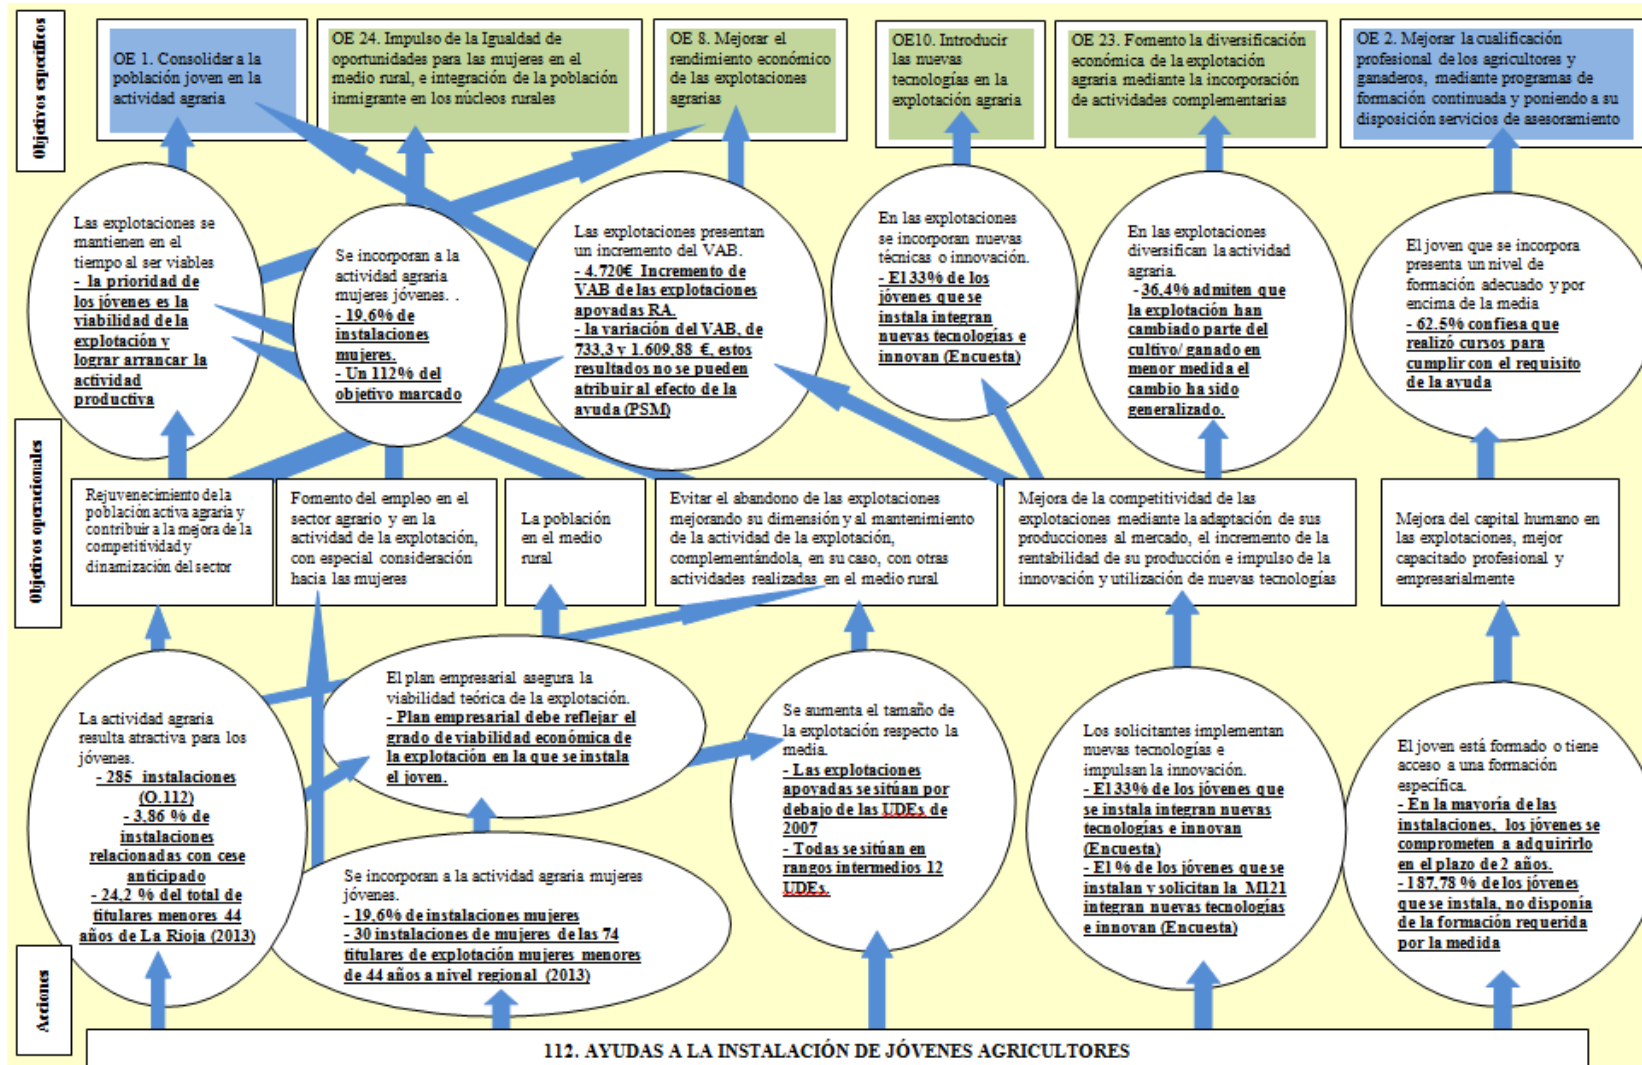 Objetivos específicos
OE 1. Consolidar a la
población joven en la
actividad agraria
OE 24. Impulso de la Igualdad de
oportunidades para las mujeres en el
medio rural, e integración de la población
inmigrante en los núcleos rurales
OE 8. Mejorar el
rendimiento económico
de las explotaciones
agrarias
OE10. Introducir
las nuevas
tecnologías en la
explotación agraria
OE 23. Fomento la diversificación
económica de la explotación
agraria mediante la incorporación
de actividades complementarias
OE 2. Mejorar la cualificación
profesional de los agricultores y
ganaderos, mediante programas de
formación continuada y poniendo a su
disposición servicios de asesoramiento
Las explotaciones se
mantienen en el
tiempo al ser viables
- la prioridad de
los jóvenes es la
viabilidad de la
explotación y
lograr arrancar la
actividad
productiva
Se incorporan a la
actividad agraria
mujeres jóvenes. .
- 19.6% de
instalaciones
mujeres.
- Un 112% del
objetivo marcado
Las explotaciones presentan
un incremento del VAB.
- 4.720€ Incremento de
VAB de las explotaciones
apoyadas RA.
- la variación del VAB, de
733,3 y 1.609,88 €, estos
resultados no se pueden
atribuir al efecto de la
ayuda (PSM)
En las explotaciones
se incorporan nuevas
técnicas o innovación.
- El 33% de los
jóvenes que se
instala integran
nuevas tecnologías e
innovan (Encuesta)
En las explotaciones
diversifican la actividad
agraria.
- 36,4% admiten que
la explotación han
cambiado parte del
cultivo/ ganado en
menor medida el
cambio ha sido
generalizado.
El joven que se incorpora
presenta un nivel de
formación adecuado y por
encima de la media
- 62.5% confiesa que
realizó cursos para
cumplir con el requisito
de la ayuda
Objetivos operacionales
Rejuvenecimiento de la
población activa agraria y
contribuir a la mejora de la
competitividad y
dinamización del sector
Fomento del empleo en el
sector agrario y en la
actividad de la explotación,
con especial consideración
hacia las mujeres
La población
en el medio
rural
Evitar el abandono de las explotaciones
mejorando su dimensión y al mantenimiento
de la actividad de la explotación,
complementándola, en su caso, con otras
actividades realizadas en el medio rural
Mejora de la competitividad de las
explotaciones mediante la adaptación de sus
producciones al mercado, el incremento de la
rentabilidad de su producción e impulso de la
innovación y utilización de nuevas tecnologías
Mejora del capital humano en
las explotaciones, mejor
capacitado profesional y
empresarialmente
La actividad agraria
resulta atractiva para los
jóvenes.
- 285 instalaciones
(O.112)
- 3,86 % de
instalaciones
relacionadas con cese
anticipado
- 24,2 % del total de
titulares menores 44
años de La Rioja (2013)
El plan empresarial asegura la
viabilidad teórica de la explotación.
- Plan empresarial debe reflejar el
grado de viabilidad económica de
la explotación en la que se instala
el joven.
Se incorporan a la actividad agraria mujeres
jóvenes.
- 19,6% de instalaciones mujeres
- 30 instalaciones de mujeres de las 74
titulares de explotación mujeres menores
de 44 años a nivel regional (2013)
Se aumenta el tamaño de
la explotación respecto la
media.
- Las explotaciones
apoyadas se sitúan por
debajo de las UDEs de
2007
- Todas se sitúan en
rangos intermedios 12
UDEs.
Los solicitantes implementan
nuevas tecnologías e
impulsan la innovación.
- El 33% de los jóvenes que
se instala integran nuevas
tecnologías e innovan
(Encuesta)
- El % de los jóvenes que se
instalan y solicitan la M121
integran nuevas tecnologías
e innovan (Encuesta)
El joven está formado o tiene
acceso a una formación
específica.
- En la mayoría de las
instalaciones, los jóvenes se
comprometen a adquirirlo
en el plazo de 2 años.
- 187,78 % de los jóvenes
que se instala, no disponía
de la formación requerida
por la medida
Acciones
112. AYUDAS A LA INSTALACIÓN DE JÓVENES AGRICULTORES